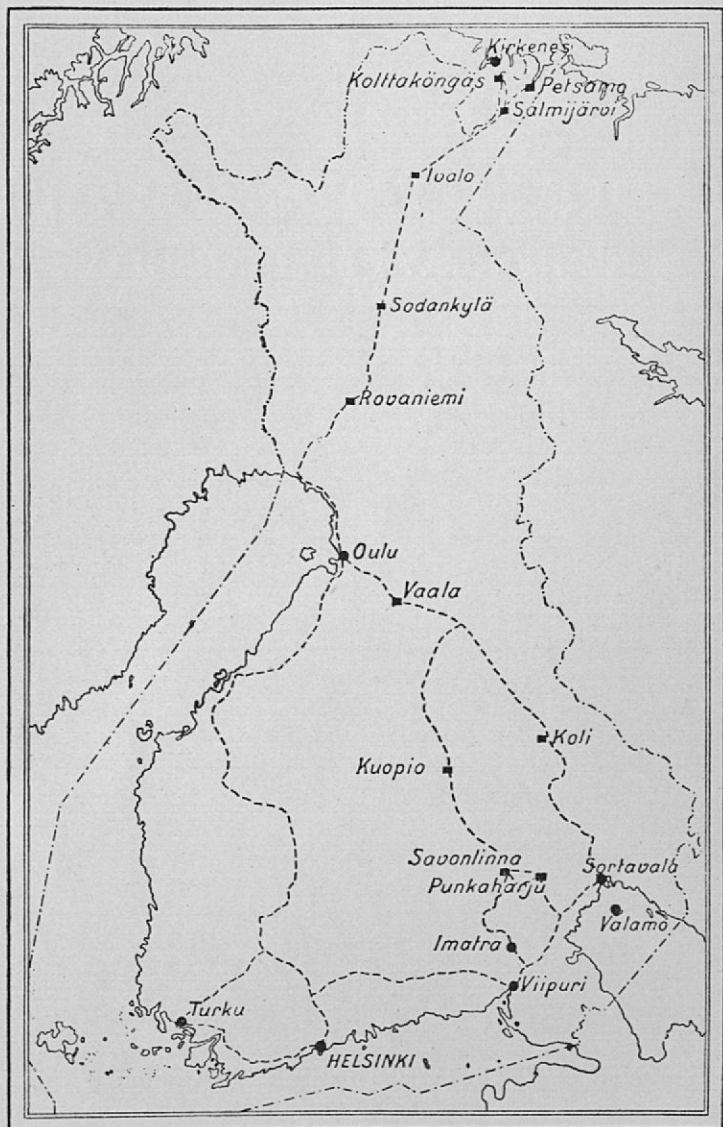 Kirkenes
Kolttaköngäs
Petsamo
Salmijärvi
Ivalo
Sodankylä
Rovaniemi
Oulu
Vaala
Koli
Kuopio
Savonlinna
Sortavala
Punkaharju
Valamo
Imatra
Viipuri
Turku
HELSINKI